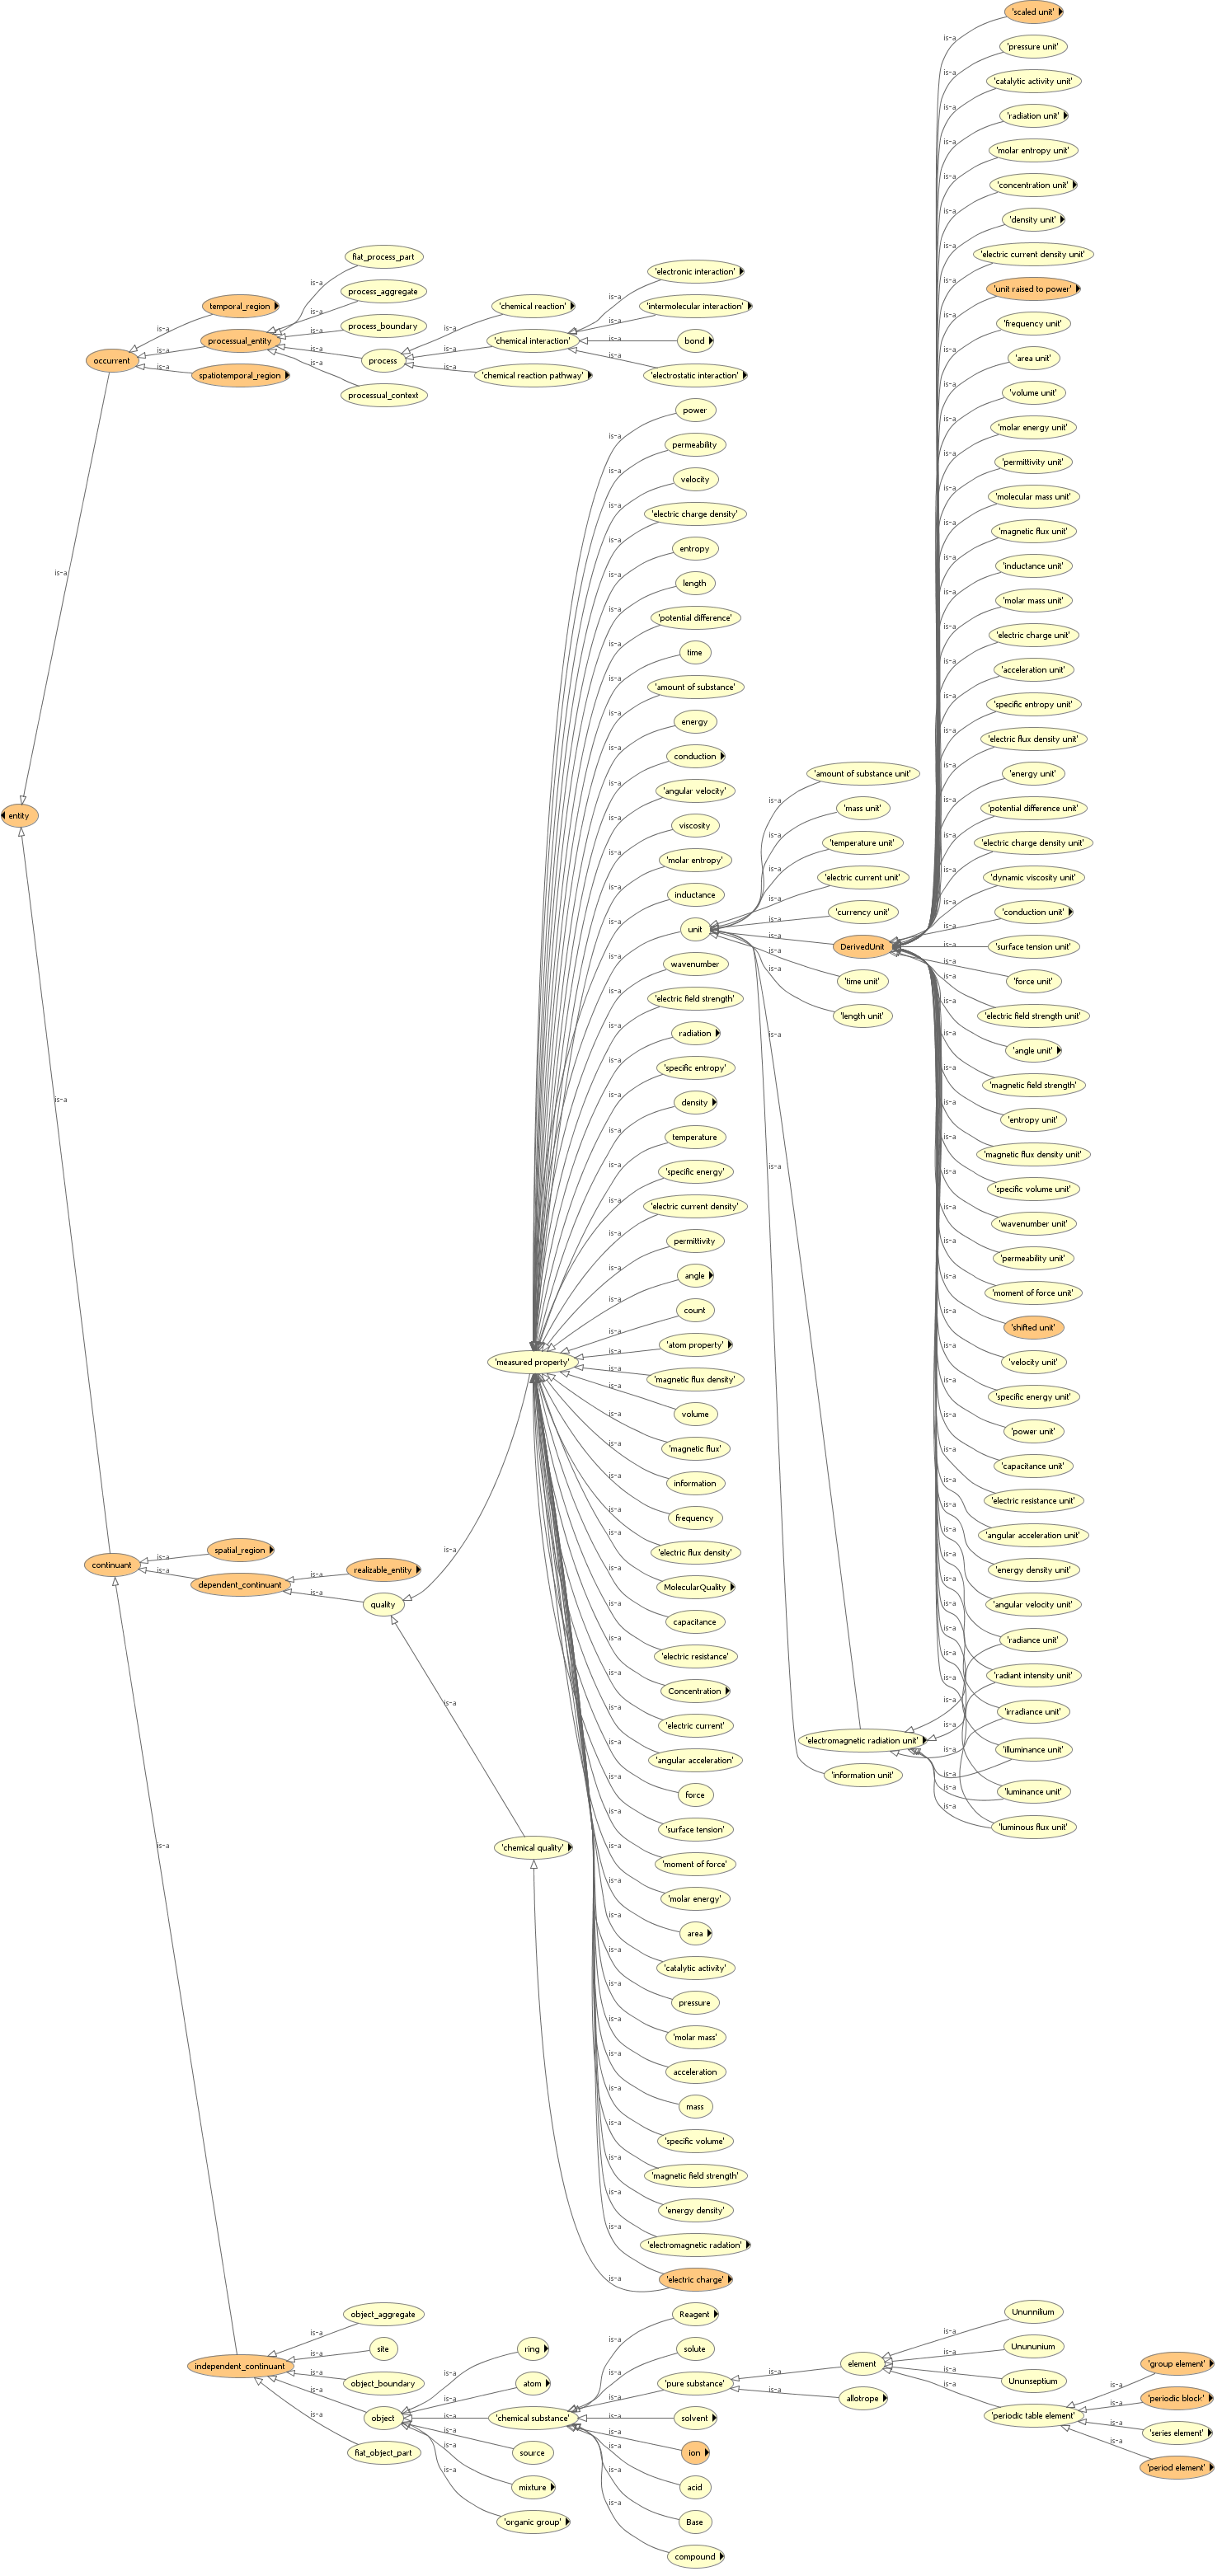 entity
occurrent
continuant
temporal_region
processual_entity
spatiotemporal_region
fiat_process_part
process_aggregate
process_boundary
process
processual_context
'chemical reaction'
'chemical interaction'
'chemical reaction pathway'
'electronic interaction'
'intermolecular interaction'
bond
'electrostatic interaction'
spatial_region
dependent_continuant
independent_continuant
realizable_entity
quality
'measured property'
'chemical quality'
power
permeability
velocity
'electric charge density'
entropy
length
'potential difference'
time
'amount of substance'
energy
conduction
'angular velocity'
viscosity
'molar entropy'
inductance
unit
wavenumber
'electric field strength'
radiation
'specific entropy'
density
temperature
'specific energy'
'electric current density'
permittivity
angle
count
'atom property'
'magnetic flux density'
volume
'magnetic flux'
information
frequency
'electric flux density'
MolecularQuality
capacitance
'electric resistance'
Concentration
'electric current'
'angular acceleration'
force
'surface tension'
'moment of force'
'molar energy'
area
'catalytic activity'
pressure
'molar mass'
acceleration
mass
'specific volume'
'magnetic field strength'
'energy density'
'electromagnetic radation'
'electric charge'
'amount of substance unit'
'mass unit'
'temperature unit'
'electric current unit'
'currency unit'
DerivedUnit
'time unit'
'length unit'
'electromagnetic radiation unit'
'information unit'
'scaled unit'
'pressure unit'
'catalytic activity unit'
'radiation unit'
'molar entropy unit'
'concentration unit'
'density unit'
'electric current density unit'
'unit raised to power'
'frequency unit'
'area unit'
'volume unit'
'molar energy unit'
'permittivity unit'
'molecular mass unit'
'magnetic flux unit'
'inductance unit'
'molar mass unit'
'electric charge unit'
'acceleration unit'
'specific entropy unit'
'electric flux density unit'
'energy unit'
'potential difference unit'
'electric charge density unit'
'dynamic viscosity unit'
'conduction unit'
'surface tension unit'
'force unit'
'electric field strength unit'
'angle unit'
'magnetic field strength'
'entropy unit'
'magnetic flux density unit'
'specific volume unit'
'wavenumber unit'
'permeability unit'
'moment of force unit'
'shifted unit'
'velocity unit'
'specific energy unit'
'power unit'
'capacitance unit'
'electric resistance unit'
'angular acceleration unit'
'energy density unit'
'angular velocity unit'
'radiance unit'
'radiant intensity unit'
'irradiance unit'
'illuminance unit'
'luminance unit'
'luminous flux unit'
object_aggregate
site
object_boundary
object
fiat_object_part
ring
atom
'chemical substance'
source
mixture
'organic group'
Reagent
solute
'pure substance'
solvent
ion
acid
Base
compound
element
allotrope
Ununnilium
Unununium
Ununseptium
'periodic table element'
'group element'
'periodic block'
'series element'
'period element'
is-a